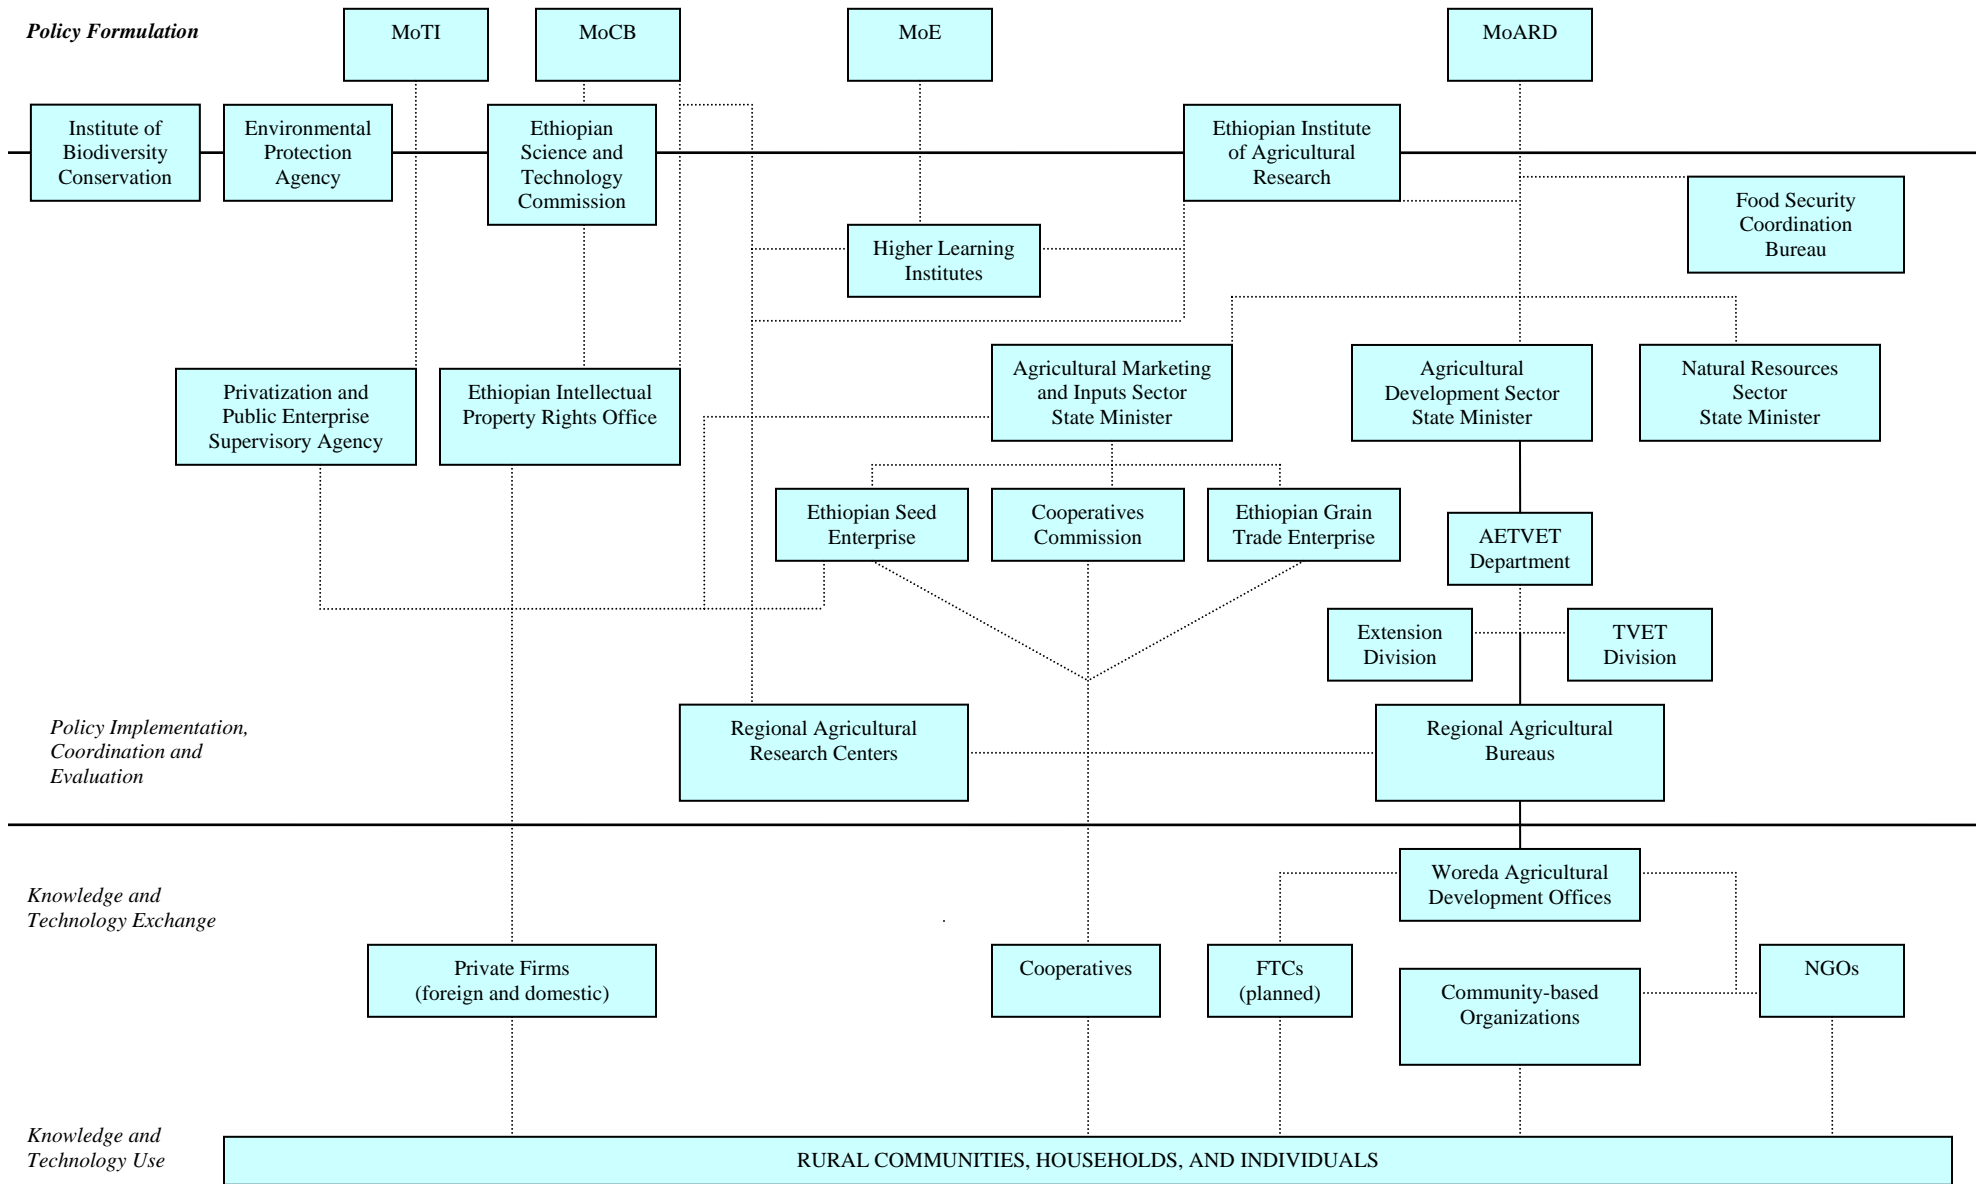 Policy Formulation
MoTI
MoCB
MoE
MoARD
Institute of
Biodiversity
Conservation
Environmental
Protection
Agency
Ethiopian
Science and
Technology
Commission
Ethiopian Institute
of Agricultural
Research
Food Security
Coordination
Bureau
Higher Learning
Institutes
Privatization and
Public Enterprise
Supervisory Agency
Ethiopian Intellectual
Property Rights Office
Agricultural Marketing
and Inputs Sector
State Minister
Agricultural
Development Sector
State Minister
Natural Resources
Sector
State Minister
Ethiopian Seed
Enterprise
Cooperatives
Commission
Ethiopian Grain
Trade Enterprise
AETVET
Department
Extension
Division
TVET
Division
Policy Implementation,
Coordination and
Evaluation
Regional Agricultural
Research Centers
Regional Agricultural
Bureaus
Knowledge and
Technology Exchange
Woreda Agricultural
Development Offices
Private Firms
(foreign and domestic)
Cooperatives
FTCs
(planned)
Community-based
Organizations
NGOs
Knowledge and
Technology Use
RURAL COMMUNITIES, HOUSEHOLDS, AND INDIVIDUALS